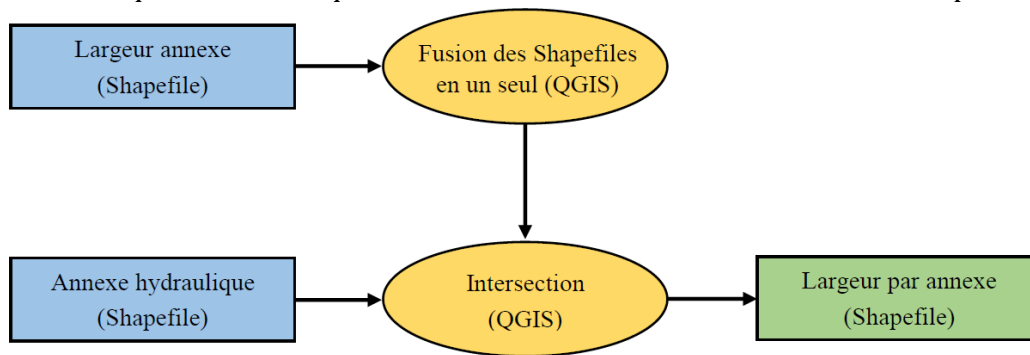 Largeur annexe
(Shapefile)
Fusion des Shapefiles
en un seul (QGIS)
Annexe hydraulique
(Shapefile)
Intersection
(QGIS)
Largeur par annexe
(Shapefile)